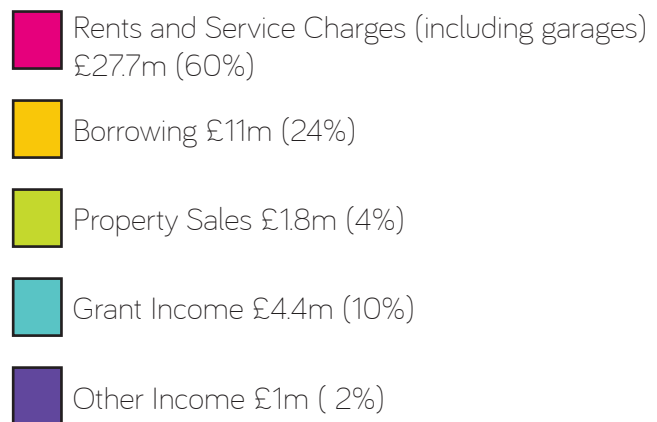 Rents and Service Charges (including garages)
£27.7m (60%)
Borrowing £11m (24%)
Property Sales £1.8m (4%)
Grant Income £4.4m (10%)
Other Income £1m ( 2%)